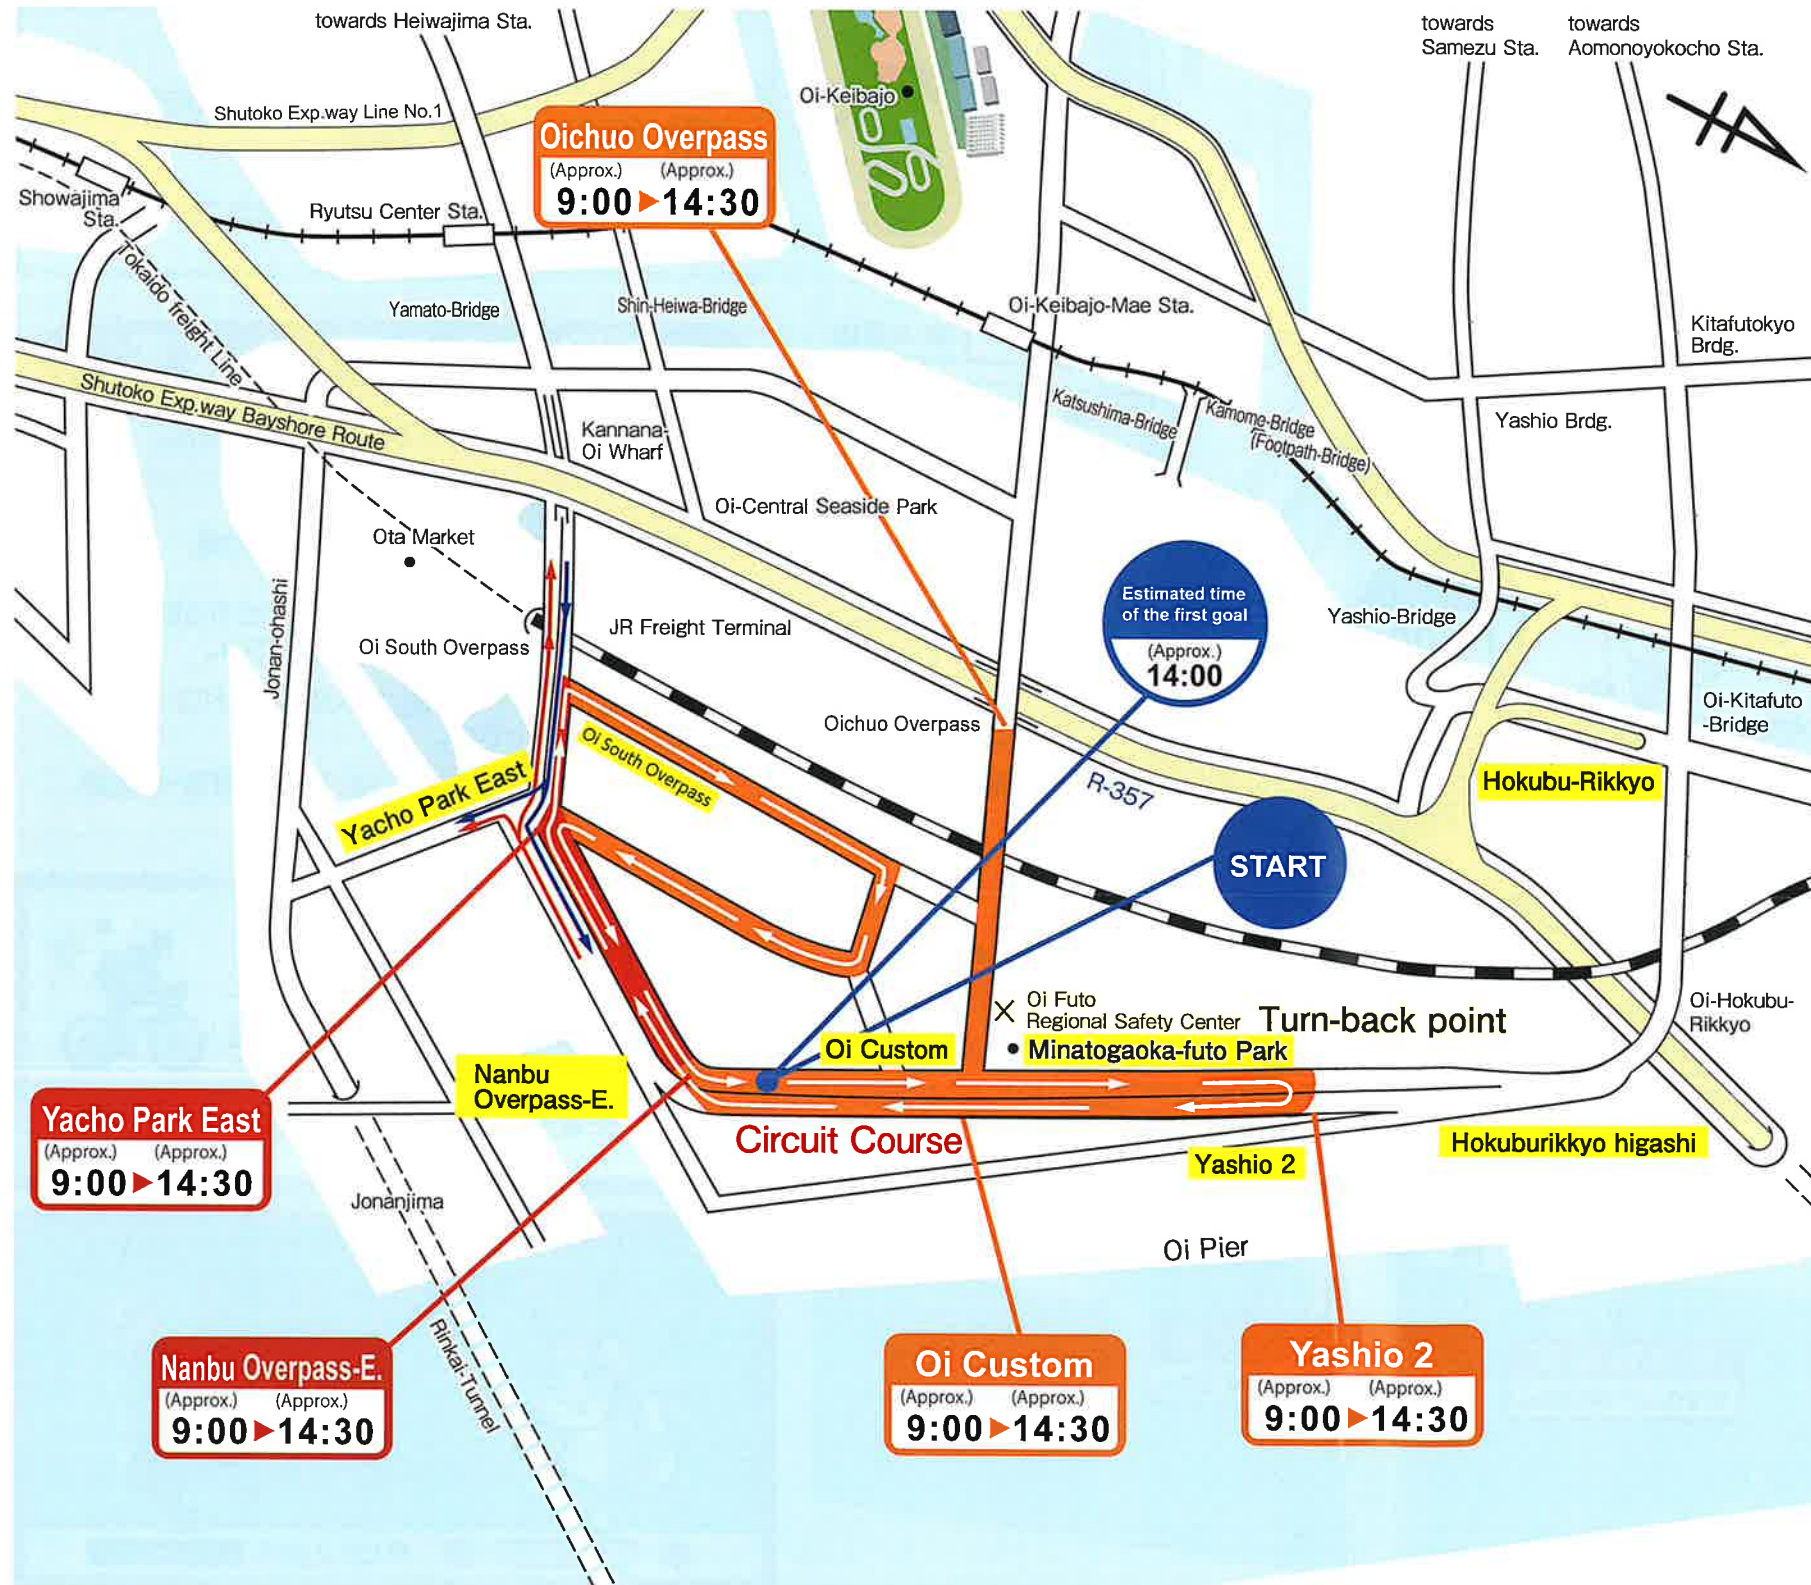 towards Heiwajima Sta.
towards
Samezu Sta.
towards
Aomonoyokocho Sta.
Shutoko Exp.way Line No.1
Oi-Keibajo
Oichuo Overpass
(Approx.) (Approx.)
9:00 ▶ 14:30
Showajima
Sta.
Ryutsu Center Sta.
Tokaido freight Line
Yamato-Bridge
Shin-Heiwa-Bridge
Oi-Keibajo-Mae Sta.
Kitafutokyo
Brdg.
Shutoko Exp.way Bayshore Route
Kannana-
Oi Wharf
Katsushima-Bridge
Kamome-Bridge
(Footpath-Bridge)
Yashio Brdg.
Oi-Central Seaside Park
Ota Market
Jonan-ohashi
Oi South Overpass
JR Freight Terminal
Estimated time
of the first goal
(Approx.)
14:00
Yashio-Bridge
Oi-Kitafuto
-Bridge
Oichuo Overpass
Oi South Overpass
Yacho Park East
R-357
Hokubu-Rikkyo
START
Oi Futo
Regional Safety Center
Turn-back point
Oi-Hokubu-
Rikkyo
Oi Custom
Minatogaoka-futo Park
Nanbu
Overpass-E.
Yacho Park East
(Approx.) (Approx.)
9:00 ▶ 14:30
Circuit Course
Yashio 2
Hokuburikkyo higashi
Jonanjima
Oi Pier
Rinkai-Tunnel
Nanbu Overpass-E.
(Approx.) (Approx.)
9:00 ▶ 14:30
Oi Custom
(Approx.) (Approx.)
9:00 ▶ 14:30
Yashio 2
(Approx.) (Approx.)
9:00 ▶ 14:30